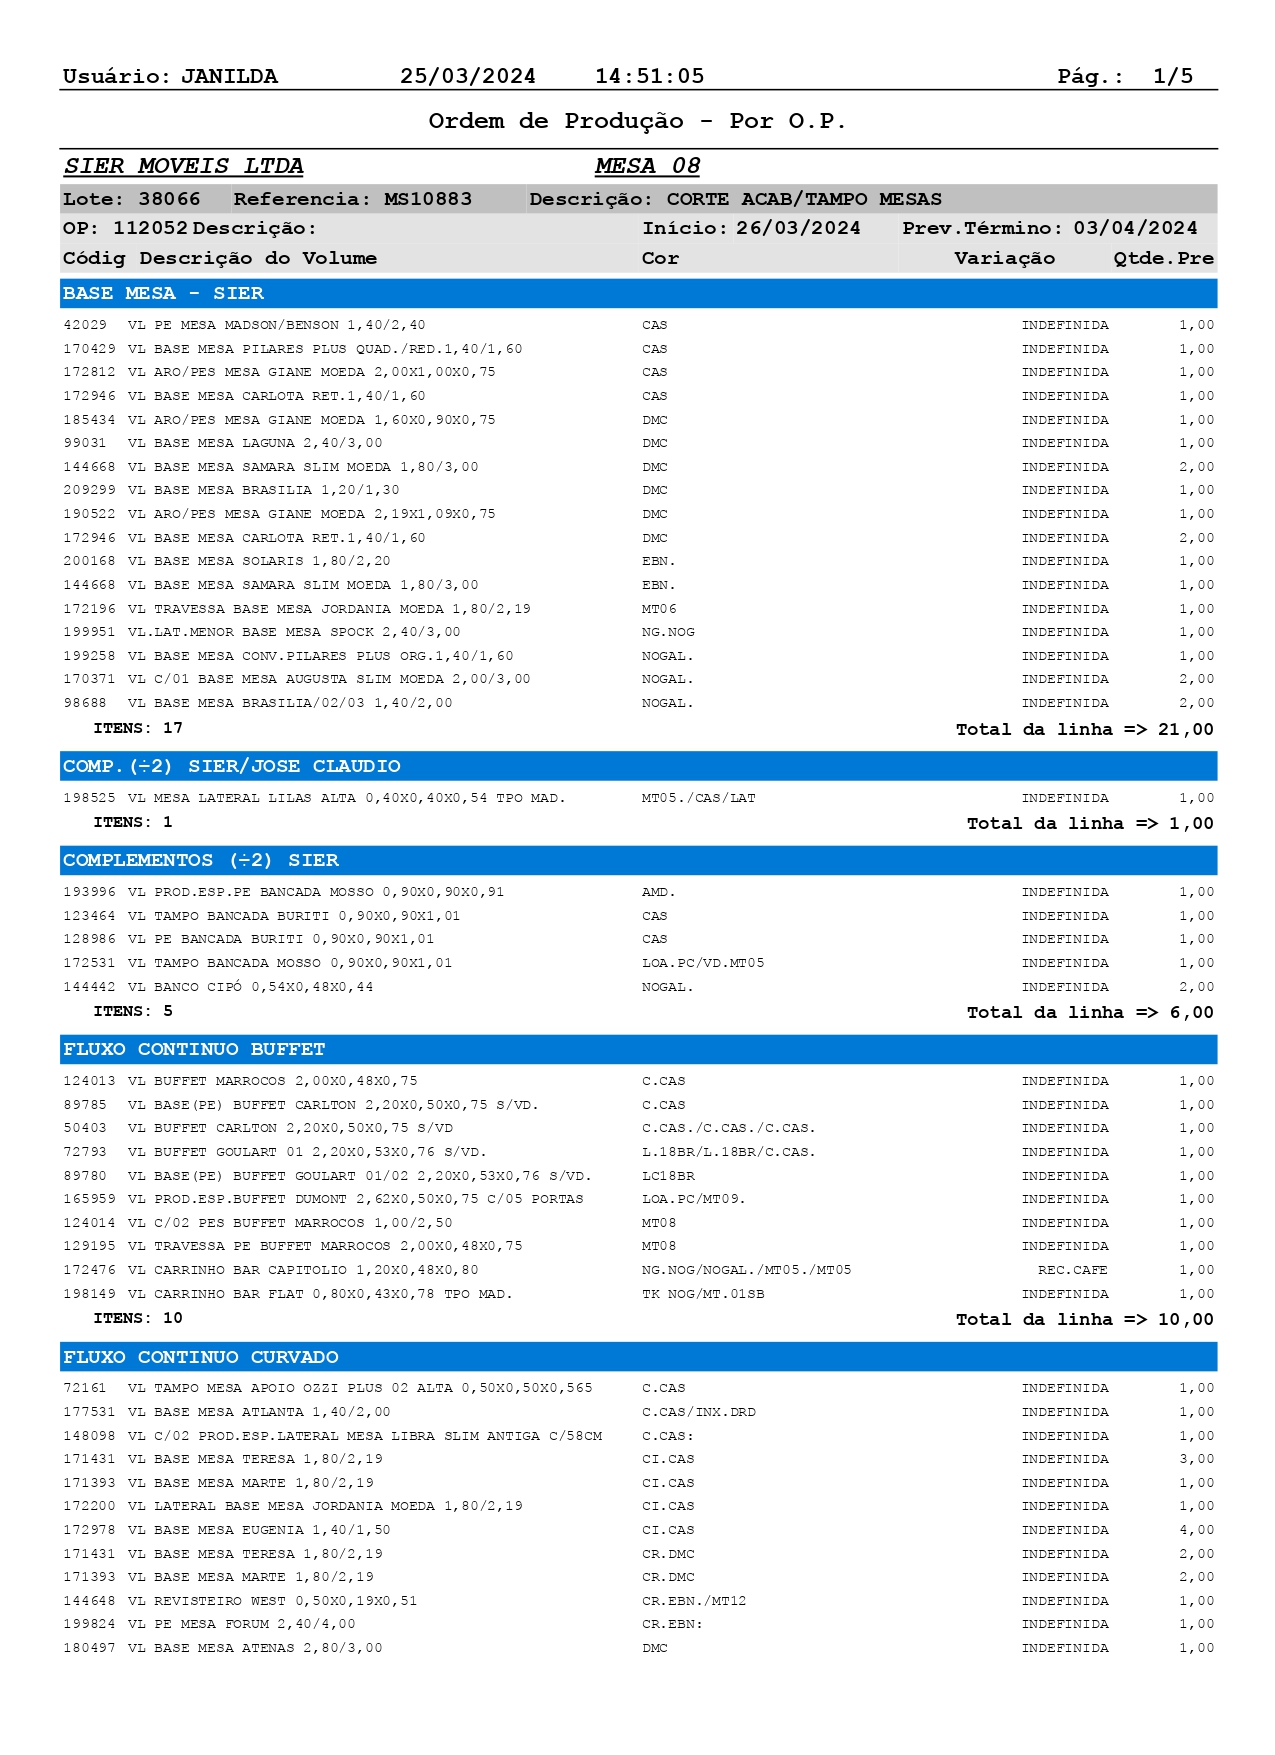 Usuário: JANILDA 25/03/2024 14:51:05 Pág.: 1/5
Ordem de Produção - Por O.P.
SIER MOVEIS LTDA MESA 08
Lote: 38066 Referencia: MS10883 Descrição: CORTE ACAB/TAMPO MESAS
OP: 112052 Descrição: Início: 26/03/2024 Prev.Término: 03/04/2024
Códig Descrição do Volume Cor Variação Qtde.Pre
BASE MESA - SIER
42029 VL PE MESA MADSON/BENSON 1,40/2,40 CAS INDEFINIDA 1,00
170429 VL BASE MESA PILARES PLUS QUAD./RED.1,40/1,60 CAS INDEFINIDA 1,00
172812 VL ARO/PES MESA GIANE MOEDA 2,00X1,00X0,75 CAS INDEFINIDA 1,00
172946 VL BASE MESA CARLOTA RET.1,40/1,60 CAS INDEFINIDA 1,00
185434 VL ARO/PES MESA GIANE MOEDA 1,60X0,90X0,75 DMC INDEFINIDA 1,00
99031 VL BASE MESA LAGUNA 2,40/3,00 DMC INDEFINIDA 1,00
144668 VL BASE MESA SAMARA SLIM MOEDA 1,80/3,00 DMC INDEFINIDA 2,00
209299 VL BASE MESA BRASILIA 1,20/1,30 DMC INDEFINIDA 1,00
190522 VL ARO/PES MESA GIANE MOEDA 2,19X1,09X0,75 DMC INDEFINIDA 1,00
172946 VL BASE MESA CARLOTA RET.1,40/1,60 DMC INDEFINIDA 2,00
200168 VL BASE MESA SOLARIS 1,80/2,20 EBN. INDEFINIDA 1,00
144668 VL BASE MESA SAMARA SLIM MOEDA 1,80/3,00 EBN. INDEFINIDA 1,00
172196 VL TRAVESSA BASE MESA JORDANIA MOEDA 1,80/2,19 MT06 INDEFINIDA 1,00
199951 VL.LAT.MENOR BASE MESA SPOCK 2,40/3,00 NG.NOG INDEFINIDA 1,00
199258 VL BASE MESA CONV.PILARES PLUS ORG.1,40/1,60 NOGAL. INDEFINIDA 1,00
170371 VL C/01 BASE MESA AUGUSTA SLIM MOEDA 2,00/3,00 NOGAL. INDEFINIDA 2,00
98688 VL BASE MESA BRASILIA/02/03 1,40/2,00 NOGAL. INDEFINIDA 2,00
ITENS: 17 Total da linha => 21,00
COMP.(÷2) SIER/JOSE CLAUDIO
198525 VL MESA LATERAL LILAS ALTA 0,40X0,40X0,54 TPO MAD. MT05./CAS/LAT INDEFINIDA 1,00
ITENS: 1 Total da linha => 1,00
COMPLEMENTOS (÷2) SIER
193996 VL PROD.ESP.PE BANCADA MOSSO 0,90X0,90X0,91 AMD. INDEFINIDA 1,00
123464 VL TAMPO BANCADA BURITI 0,90X0,90X1,01 CAS INDEFINIDA 1,00
128986 VL PE BANCADA BURITI 0,90X0,90X1,01 CAS INDEFINIDA 1,00
172531 VL TAMPO BANCADA MOSSO 0,90X0,90X1,01 LOA.PC/VD.MT05 INDEFINIDA 1,00
144442 VL BANCO CIPÓ 0,54X0,48X0,44 NOGAL. INDEFINIDA 2,00
ITENS: 5 Total da linha => 6,00
FLUXO CONTINUO BUFFET
124013 VL BUFFET MARROCOS 2,00X0,48X0,75 C.CAS INDEFINIDA 1,00
89785 VL BASE(PE) BUFFET CARLTON 2,20X0,50X0,75 S/VD. C.CAS INDEFINIDA 1,00
50403 VL BUFFET CARLTON 2,20X0,50X0,75 S/VD C.CAS./C.CAS./C.CAS. INDEFINIDA 1,00
72793 VL BUFFET GOULART 01 2,20X0,53X0,76 S/VD. L.18BR/L.18BR/C.CAS. INDEFINIDA 1,00
89780 VL BASE(PE) BUFFET GOULART 01/02 2,20X0,53X0,76 S/VD. LC18BR INDEFINIDA 1,00
165959 VL PROD.ESP.BUFFET DUMONT 2,62X0,50X0,75 C/05 PORTAS LOA.PC/MT09. INDEFINIDA 1,00
124014 VL C/02 PES BUFFET MARROCOS 1,00/2,50 MT08 INDEFINIDA 1,00
129195 VL TRAVESSA PE BUFFET MARROCOS 2,00X0,48X0,75 MT08 INDEFINIDA 1,00
172476 VL CARRINHO BAR CAPITOLIO 1,20X0,48X0,80 NG.NOG/NOGAL./MT05./MT05 REC.CAFE 1,00
198149 VL CARRINHO BAR FLAT 0,80X0,43X0,78 TPO MAD. TK NOG/MT.01SB INDEFINIDA 1,00
ITENS: 10 Total da linha => 10,00
FLUXO CONTINUO CURVADO
72161 VL TAMPO MESA APOIO OZZI PLUS 02 ALTA 0,50X0,50X0,565 C.CAS INDEFINIDA 1,00
177531 VL BASE MESA ATLANTA 1,40/2,00 C.CAS/INX.DRD INDEFINIDA 1,00
148098 VL C/02 PROD.ESP.LATERAL MESA LIBRA SLIM ANTIGA C/58CM C.CAS: INDEFINIDA 1,00
171431 VL BASE MESA TERESA 1,80/2,19 CI.CAS INDEFINIDA 3,00
171393 VL BASE MESA MARTE 1,80/2,19 CI.CAS INDEFINIDA 1,00
172200 VL LATERAL BASE MESA JORDANIA MOEDA 1,80/2,19 CI.CAS INDEFINIDA 1,00
172978 VL BASE MESA EUGENIA 1,40/1,50 CI.CAS INDEFINIDA 4,00
171431 VL BASE MESA TERESA 1,80/2,19 CR.DMC INDEFINIDA 2,00
171393 VL BASE MESA MARTE 1,80/2,19 CR.DMC INDEFINIDA 2,00
144648 VL REVISTEIRO WEST 0,50X0,19X0,51 CR.EBN./MT12 INDEFINIDA 1,00
199824 VL PE MESA FORUM 2,40/4,00 CR.EBN: INDEFINIDA 1,00
180497 VL BASE MESA ATENAS 2,80/3,00 DMC INDEFINIDA 1,00